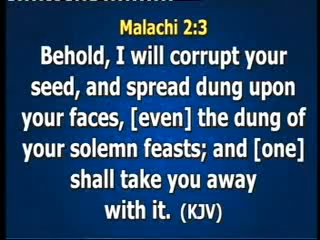 Malachi 2:3
Behold, I will corrupt your
seed, and spread dung upon
your faces, [even] the dung of
your solemn feasts; and [one]
shall take you away
with it. (KJV)